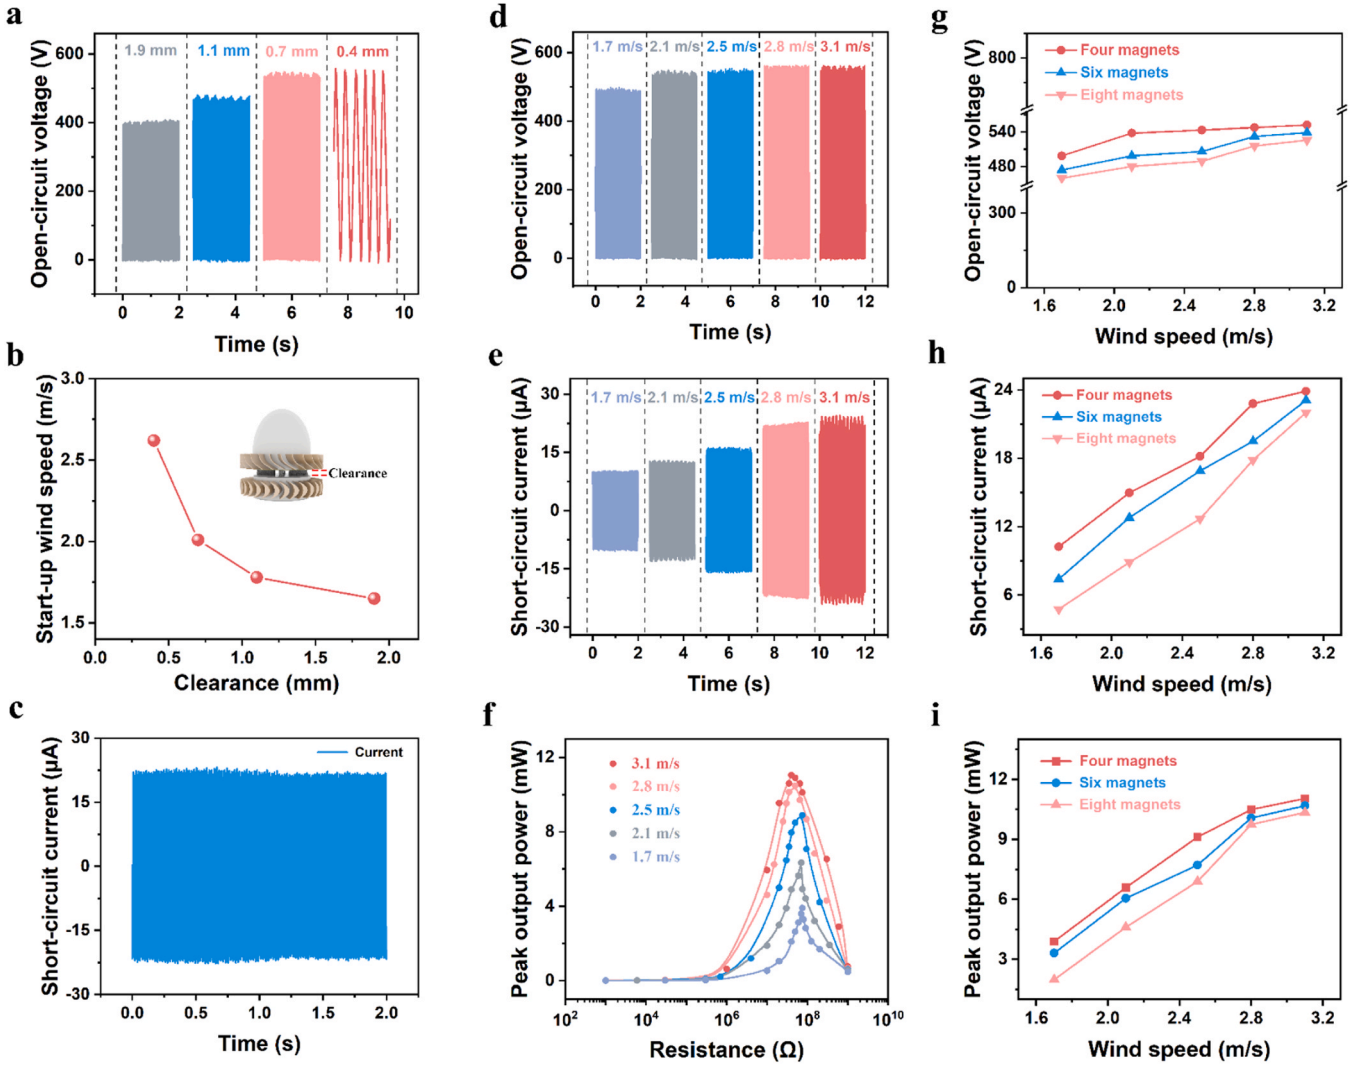 a
1.9 mm 1.1 mm 0.7 mm 0.4 mm
Open-circuit voltage (V)
600
400
200
0
0 2 4 6 8 10
Time (s)
d
1.7 m/s 2.1 m/s 2.5 m/s 2.8 m/s 3.1 m/s
Open-circuit voltage (V)
600
400
200
0
0 2 4 6 8 10 12
Time (s)
g
Four magnets
Six magnets
Eight magnets
Open-circuit voltage (V)
800
540
480
300
0
1.6 2.0 2.4 2.8 3.2
Wind speed (m/s)
b
Start-up wind speed (m/s)
3.0
2.5
2.0
1.5
Clearance
0.0 0.5 1.0 1.5 2.0
Clearance (mm)
e
1.7 m/s 2.1 m/s 2.5 m/s 2.8 m/s 3.1 m/s
Short-circuit current (μA)
30
15
0
-15
-30
0 2 4 6 8 10 12
Time (s)
h
Four magnets
Six magnets
Eight magnets
Short-circuit current (μA)
24
18
12
6
1.6 2.0 2.4 2.8 3.2
Wind speed (m/s)
c
Current
Short-circuit current (μA)
30
15
0
-15
-30
0.0 0.5 1.0 1.5 2.0
Time (s)
f
3.1 m/s
2.8 m/s
2.5 m/s
2.1 m/s
1.7 m/s
Peak output power (mW)
12
8
4
0
10² 10⁴ 10⁶ 10⁸ 10¹⁰
Resistance (Ω)
i
Four magnets
Six magnets
Eight magnets
Peak output power (mW)
12
9
6
3
1.6 2.0 2.4 2.8 3.2
Wind speed (m/s)